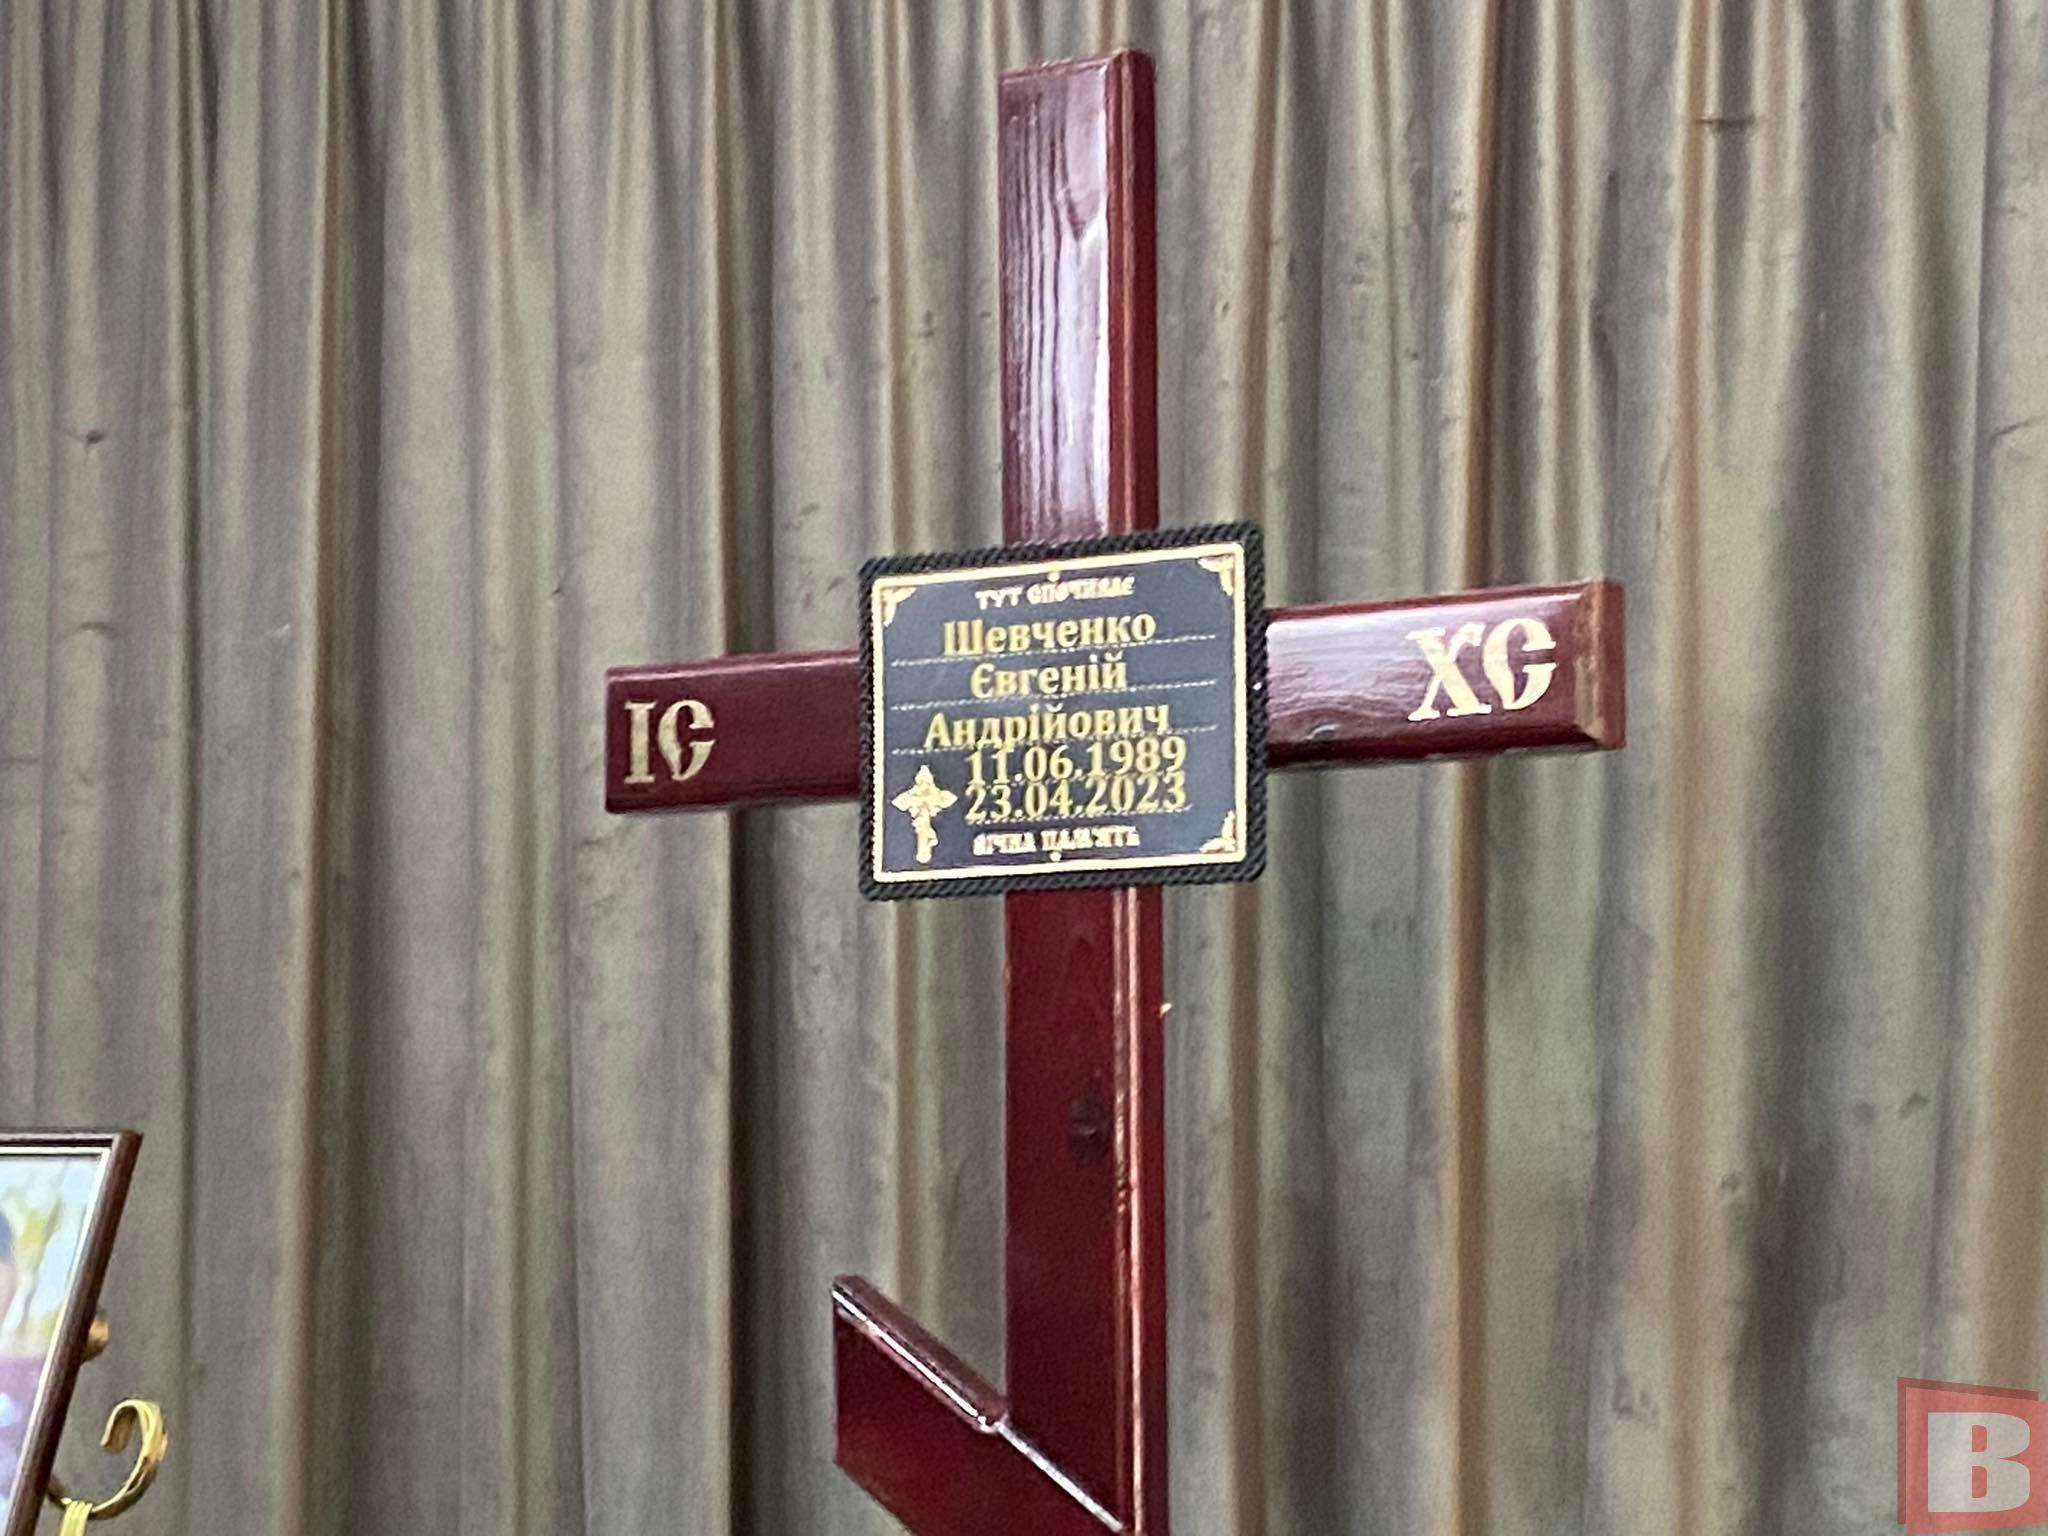 ТУТ СПОЧИВАЄ
Шевченко
Євгеній
Андрійович
11.06.1989
23.04.2023
ВІЧНА ПАМ'ЯТЬ
ІС
ХС
B